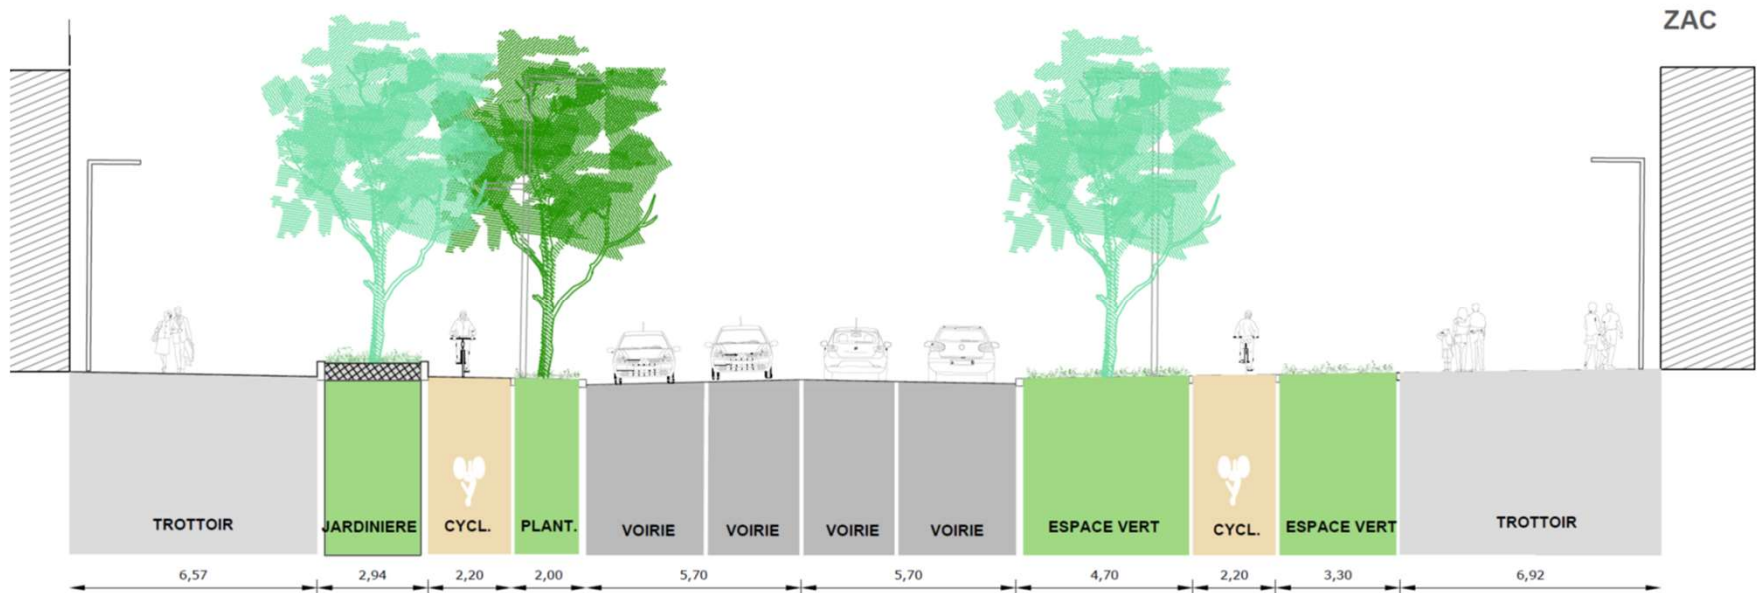 ZAC
TROTTOIR
JARDINIERE
CYCL.
PLANT.
VOIRIE
VOIRIE
VOIRIE
VOIRIE
ESPACE VERT
CYCL.
ESPACE VERT
TROTTOIR
6,57
2,94
2,20
2,00
5,70
5,70
4,70
2,20
3,30
6,92